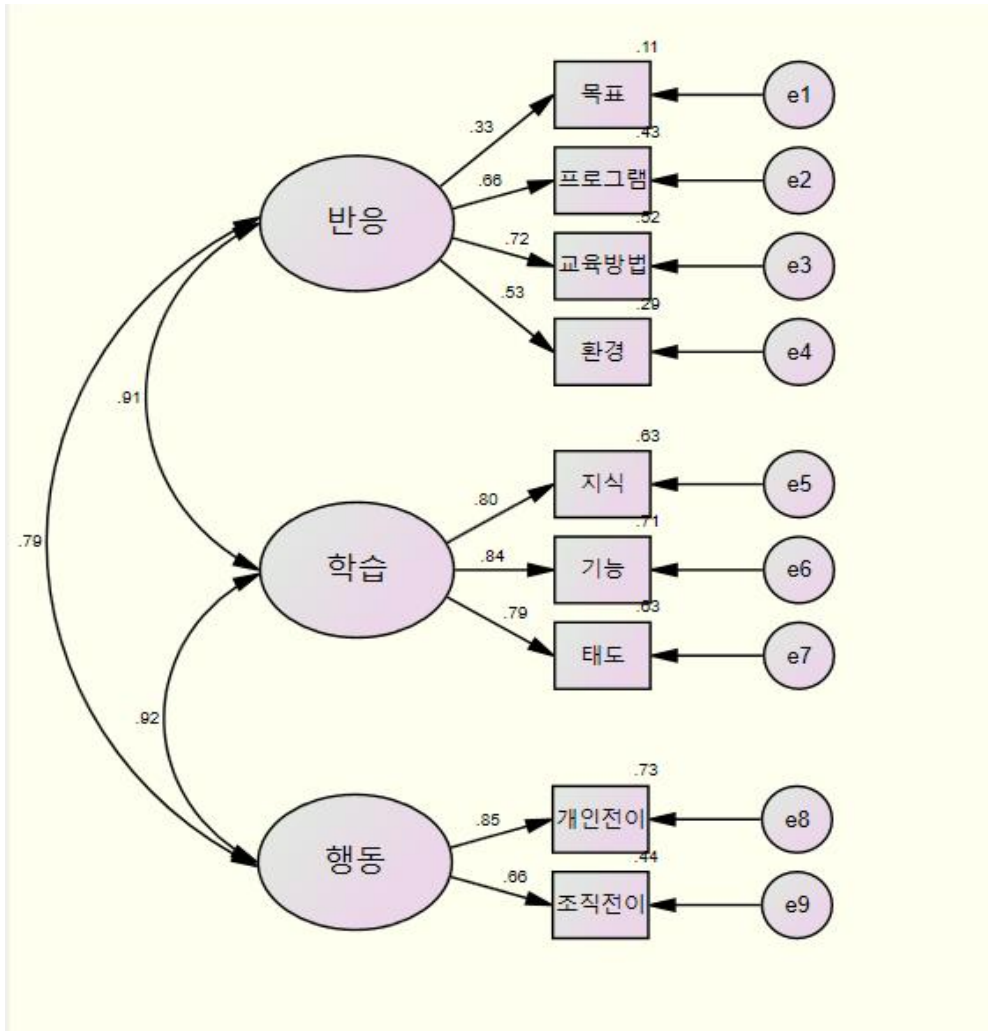 .11
목표
e1
.33
.43
프로그램
e2
.66
반응
.52
교육방법
e3
.72
.29
환경
e4
.53
.91
.63
지식
e5
.80
.71
기능
e6
.84
학습
.63
태도
e7
.79
.79
.92
.73
개인전이
e8
.85
행동
.44
조직전이
e9
.66